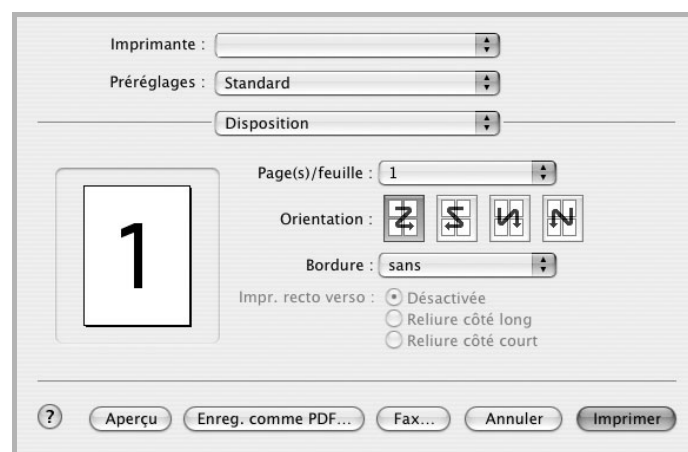 Imprimante :
Préréglages : Standard
Disposition
Page(s)/feuille : 1
1
Orientation :
Bordure : sans
Impr. recto verso : Désactivée
Reliure côté long
Reliure côté court
? Aperçu Enreg. comme PDF... Fax... Annuler Imprimer